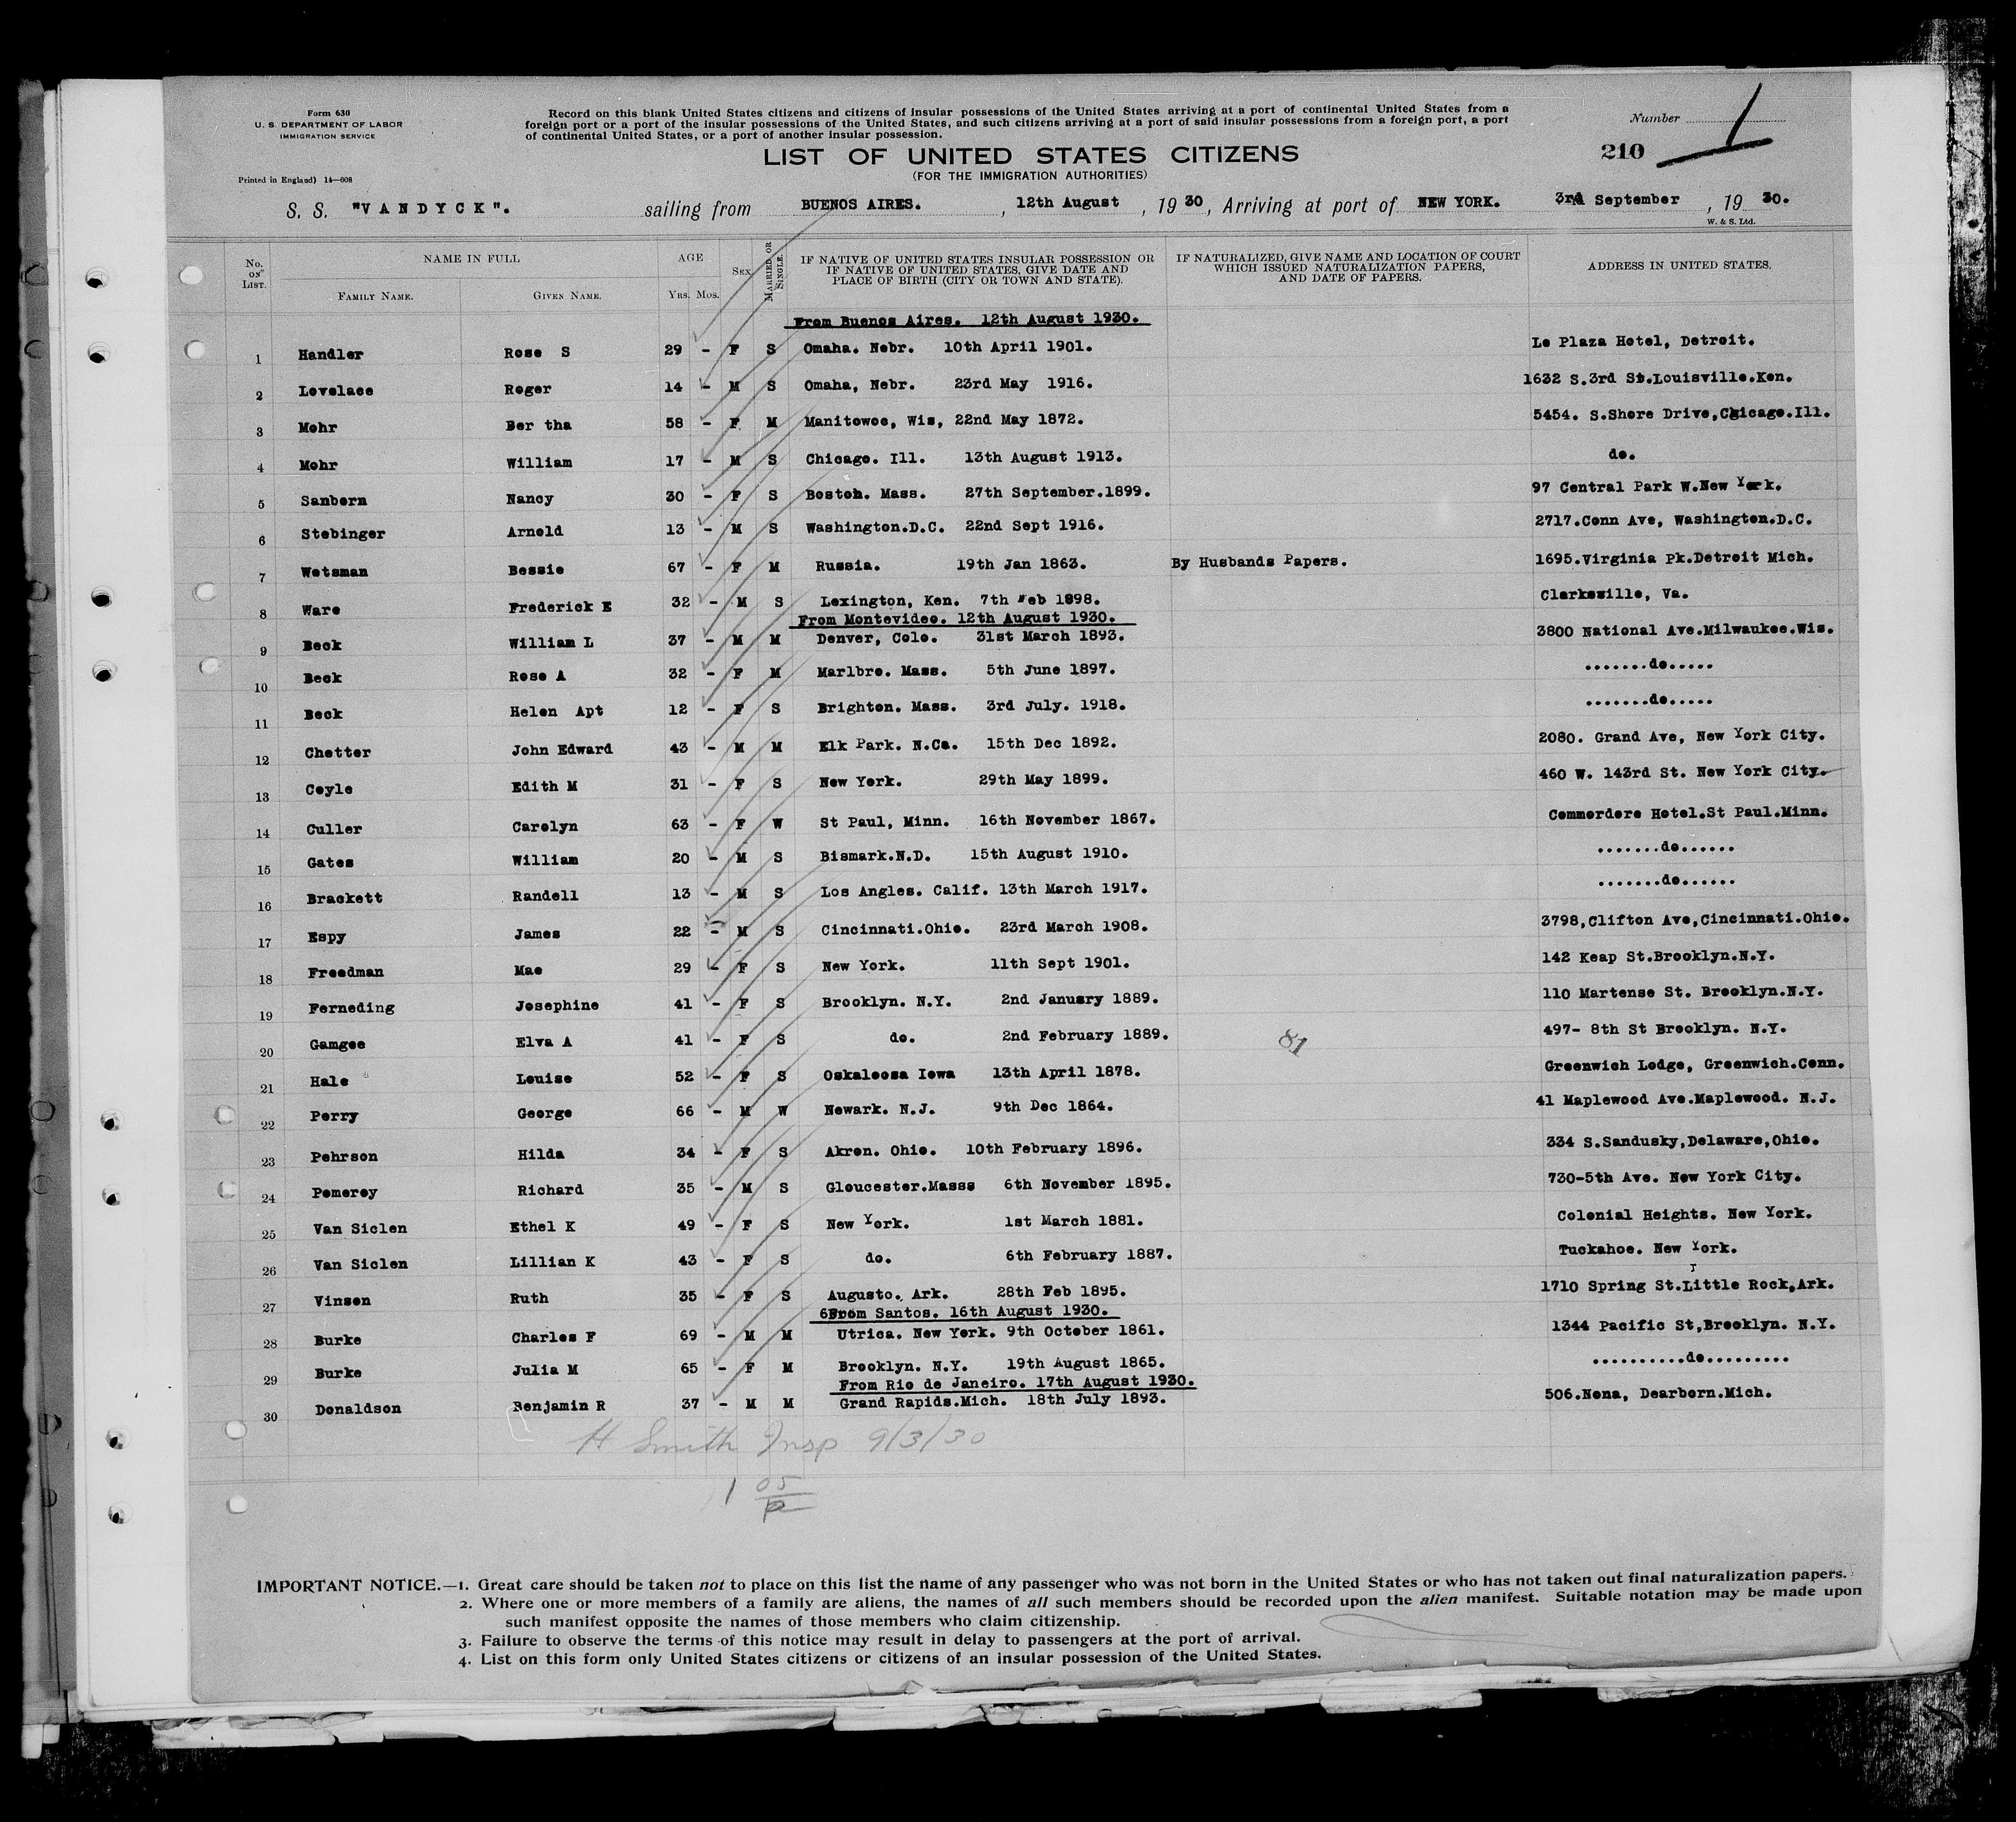 Form 630
U. S. DEPARTMENT OF LABOR
IMMIGRATION SERVICE
Printed in England) 14—608
Record on this blank United States citizens and citizens of insular possessions of the United States arriving at a port of continental United States from a
foreign port or a port of the insular possessions of the United States, and such citizens arriving at a port of said insular possessions from a foreign port, a port
of continental United States, or a port of another insular possession.
Number 1
210
LIST OF UNITED STATES CITIZENS
(FOR THE IMMIGRATION AUTHORITIES)
S. S. "VANDYCK". sailing from BUENOS AIRES. , 12th August , 19 30 , Arriving at port of NEW YORK. 3rd September , 19 30.
W. & S. Ltd.
No. on List. NAME IN FULL Family Name. Given Name. AGE Yrs. Mos. Sex Married or Single. IF NATIVE OF UNITED STATES INSULAR POSSESSION OR IF NATIVE OF UNITED STATES, GIVE DATE AND PLACE OF BIRTH (CITY OR TOWN AND STATE). IF NATURALIZED, GIVE NAME AND LOCATION OF COURT WHICH ISSUED NATURALIZATION PAPERS, AND DATE OF PAPERS. ADDRESS IN UNITED STATES.
From Buenos Aires. 12th August 1930.
1 Handler Rose S 29 - F S Omaha. Nebr. 10th April 1901. Le Plaza Hotel, Detroit.
2 Lovelace Roger 14 - M S Omaha, Nebr. 23rd May 1916. 1632 S.3rd St.Louisville.Ken.
3 Mohr Ber tha 58 - F M Manitowoc, Wis, 22nd May 1872. 5454. S.Shore Drive,Chicago.Ill.
4 Mohr William 17 - M S Chicago. Ill. 13th August 1913. do.
5 Sanborn Nancy 30 - F S Boston. Mass. 27th September.1899. 97 Central Park W.New York.
6 Stebinger Arnold 13 - M S Washington.D.C. 22nd Sept 1916. 2717.Conn Ave, Washington.D.C.
7 Wetsman Bessie 67 - F M Russia. 19th Jan 1863. By Husbands Papers. 1695.Virginia Pk.Detroit Mich.
8 Ware Frederick E 32 - M S Lexington, Ken. 7th Feb 1898. Clarksville, Va.
From Montevideo. 12th August 1930.
9 Beck William L 37 - M M Denver, Colo. 31st March 1893. 3800 National Ave.Milwaukee.Wis.
10 Beck Rose A 32 - F M Marlbro. Mass. 5th June 1897. .......do.....
11 Beck Helen Apt 12 - F S Brighton. Mass. 3rd July. 1918. .......do.....
12 Chetter John Edward 43 - M M Elk Park. N.Ca. 15th Dec 1892. 2080. Grand Ave, New York City.
13 Coyle Edith M 31 - F S New York. 29th May 1899. 460 W. 143rd St. New York City.
14 Culler Carolyn 63 - F W St Paul, Minn. 16th November 1867. Commordore Hotel.St Paul.Minn.
15 Gates William 20 - M S Bismark.N.D. 15th August 1910. .......do......
16 Brackett Randell 13 - M S Los Angles. Calif. 13th March 1917. .......do......
17 Espy James 22 - M S Cincinnati.Ohio. 23rd March 1908. 3798,Clifton Ave,Cincinnati.Ohio.
18 Freedman Mae 29 - F S New York. 11th Sept 1901. 142 Keap St.Brooklyn.N.Y.
19 Ferneding Josephine 41 - F S Brooklyn. N.Y. 2nd January 1889. 110 Martense St. Brooklyn.N.Y.
20 Gamgee Elva A 41 - F S do. 2nd February 1889. 81 497- 8th St Brooklyn. N.Y.
21 Hale Louise 52 - F S Oskaloosa Iowa 13th April 1878. Greenwich Lodge, Greenwich.Conn.
22 Perry George 66 - M W Newark. N.J. 9th Dec 1864. 41 Maplewood Ave.Maplewood. N.J.
23 Pehrson Hilda 34 - F S Akron. Ohio. 10th February 1896. 334 S.Sandusky,Delaware,Ohio.
24 Pomeroy Richard 35 - M S Gloucester.Masss 6th November 1895. 730-5th Ave. New York City.
25 Van Siclen Ethel K 49 - F S New York. 1st March 1881. Colonial Heights. New York.
26 Van Siclen Lillian K 43 - F S do. 6th February 1887. Tuckahoe. New York.
27 Vinson Ruth 35 - F S Augusto. Ark. 28th Feb 1895. 1710 Spring St.Little Rock,Ark.
From Santos. 16th August 1930.
28 Burke Charles F 69 - M M Utrica. New York. 9th October 1861. 1344 Pacific St,Brooklyn. N.Y.
29 Burke Julia M 65 - F M Brooklyn. N.Y. 19th August 1865. ..........do.........
From Rio de Janeiro. 17th August 1930.
30 Donaldson Benjamin R 37 - M M Grand Rapids.Mich. 18th July 1893. 506.Nona, Dearborn.Mich.
H Smith Insp 9/3/30
1 05
IMPORTANT NOTICE.—1. Great care should be taken not to place on this list the name of any passenger who was not born in the United States or who has not taken out final naturalization papers.
2. Where one or more members of a family are aliens, the names of all such members should be recorded upon the alien manifest. Suitable notation may be made upon
such manifest opposite the names of those members who claim citizenship.
3. Failure to observe the terms of this notice may result in delay to passengers at the port of arrival.
4. List on this form only United States citizens or citizens of an insular possession of the United States.